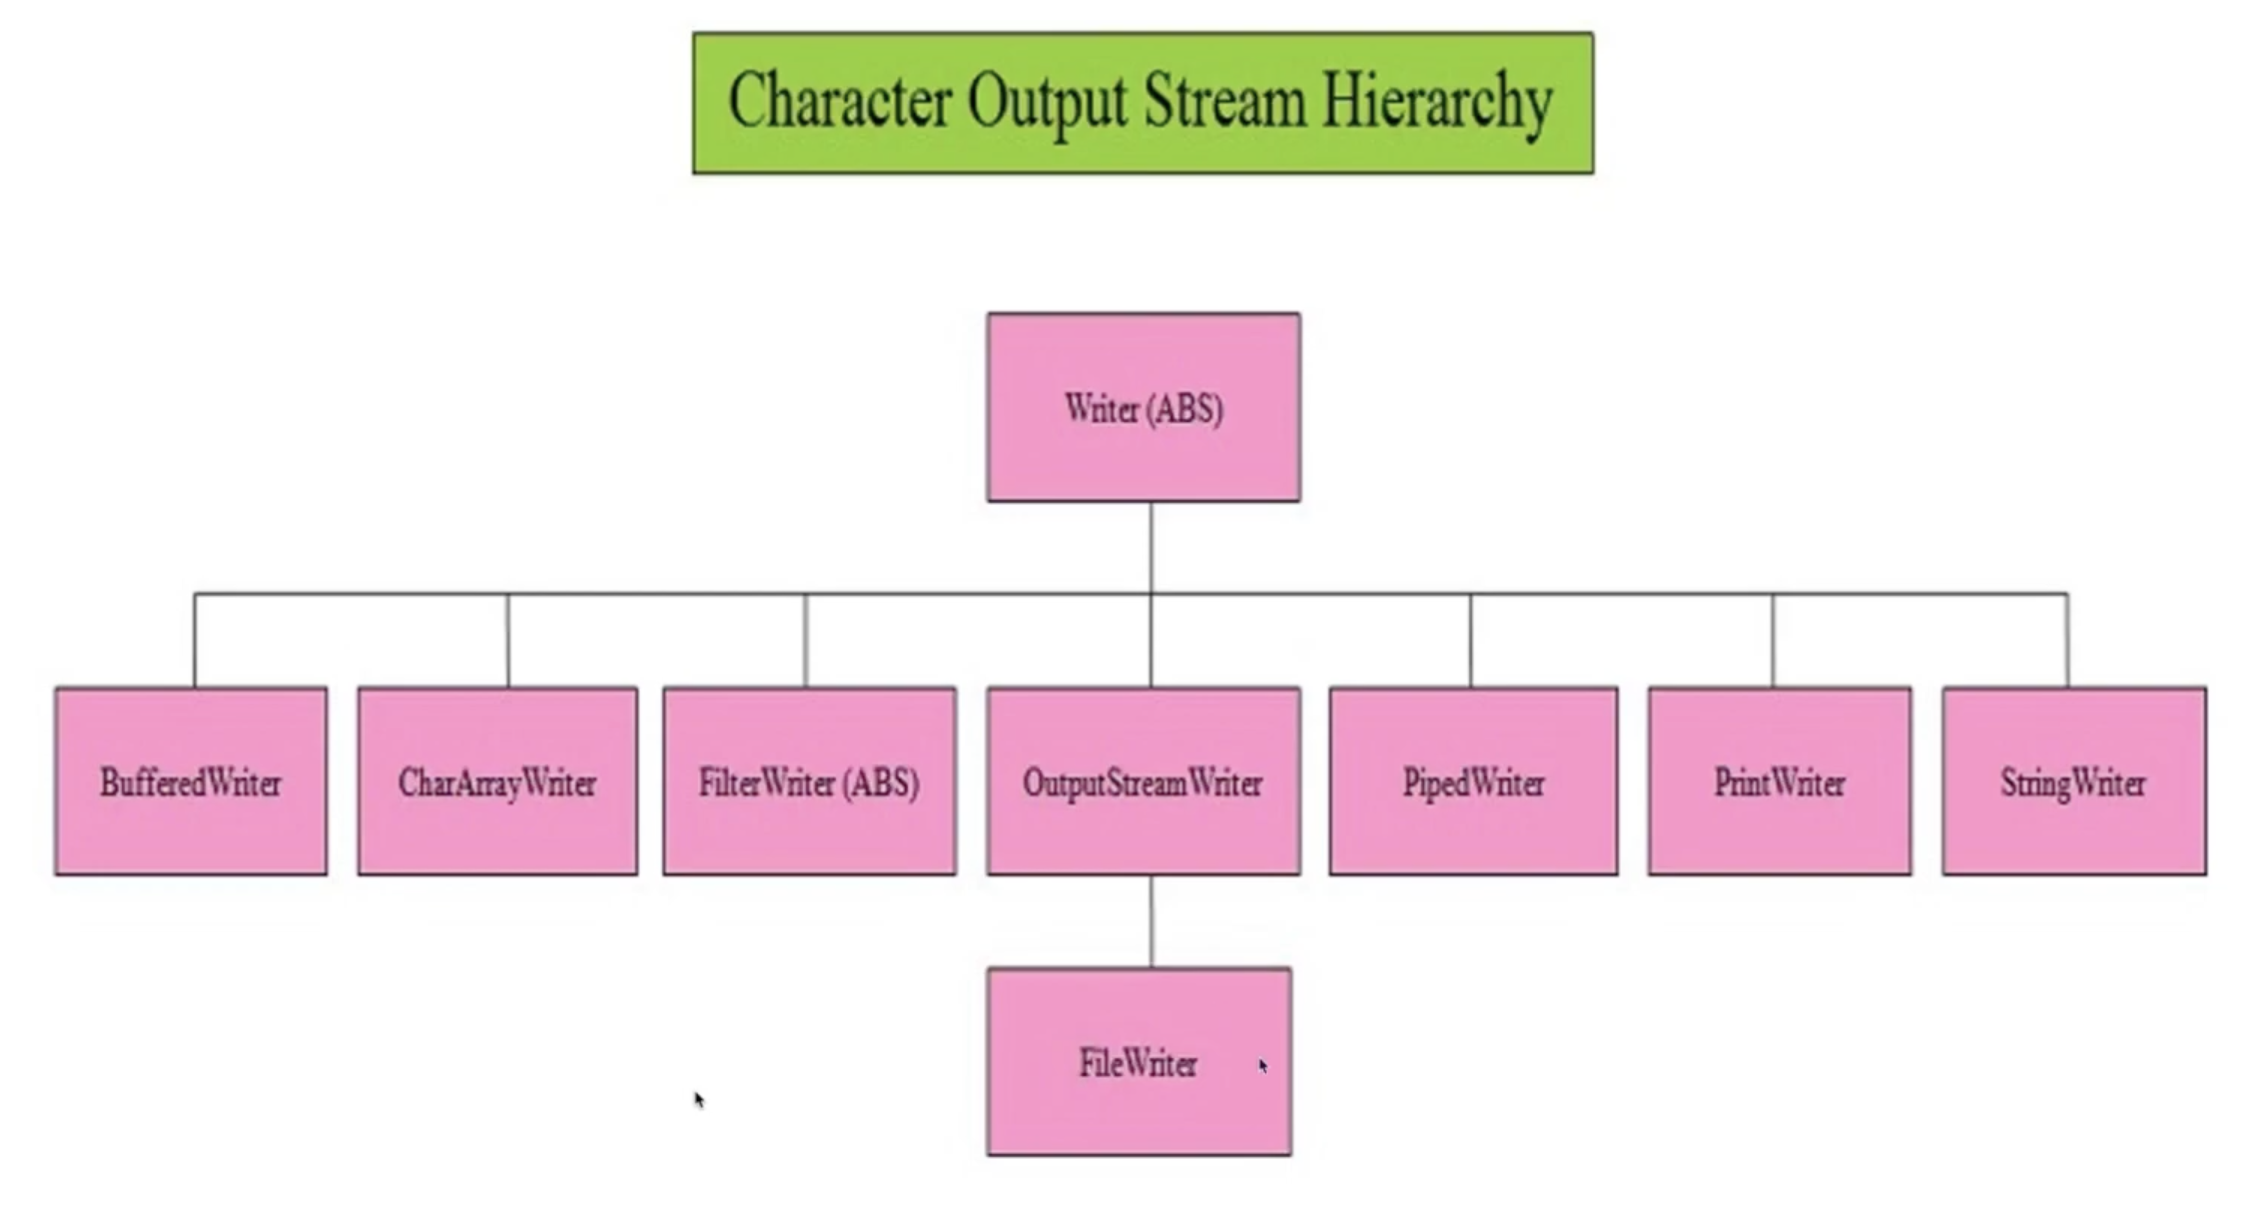 Character Output Stream Hierarchy
Writer (ABS)
BufferedWriter
CharArrayWriter
FilterWriter (ABS)
OutputStreamWriter
PipedWriter
PrintWriter
StringWriter
FileWriter